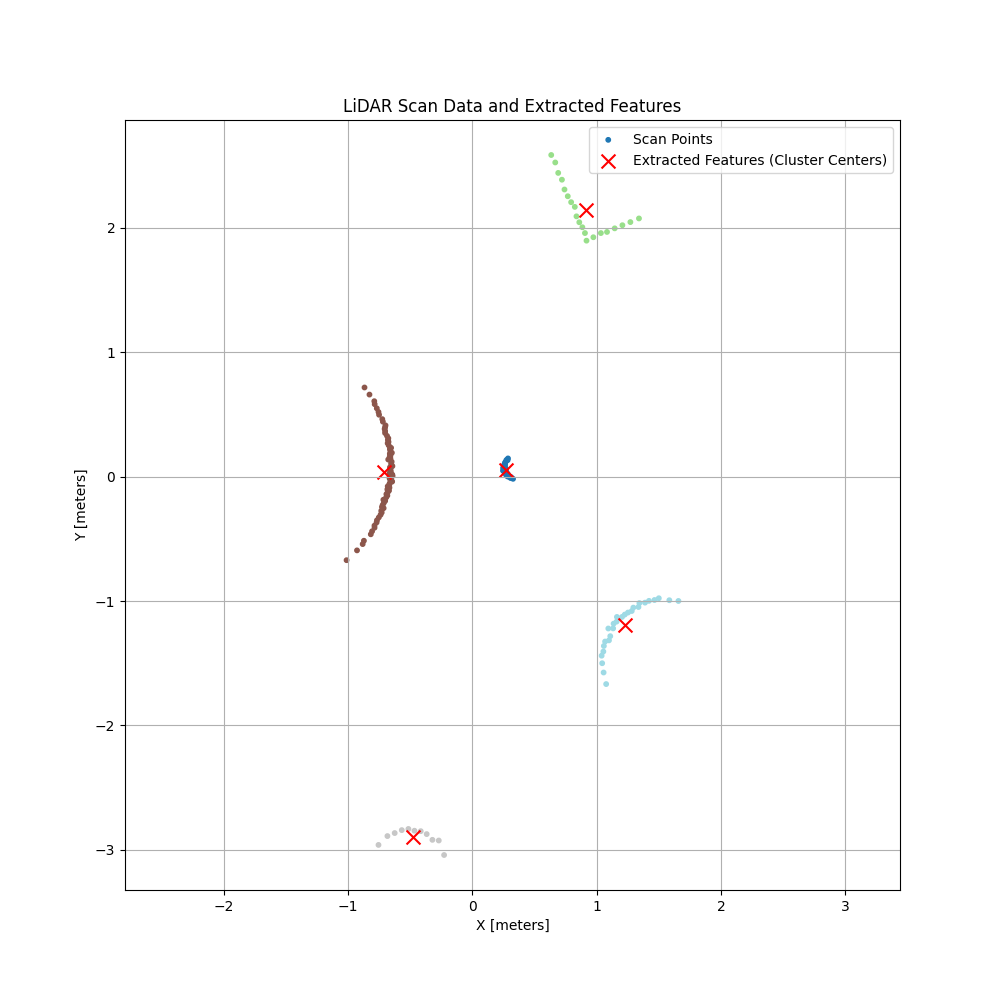 LiDAR Scan Data and Extracted Features
Scan Points
Extracted Features (Cluster Centers)
Y [meters]
2
1
0
−1
−2
−3
−2
−1
0
1
2
3
X [meters]